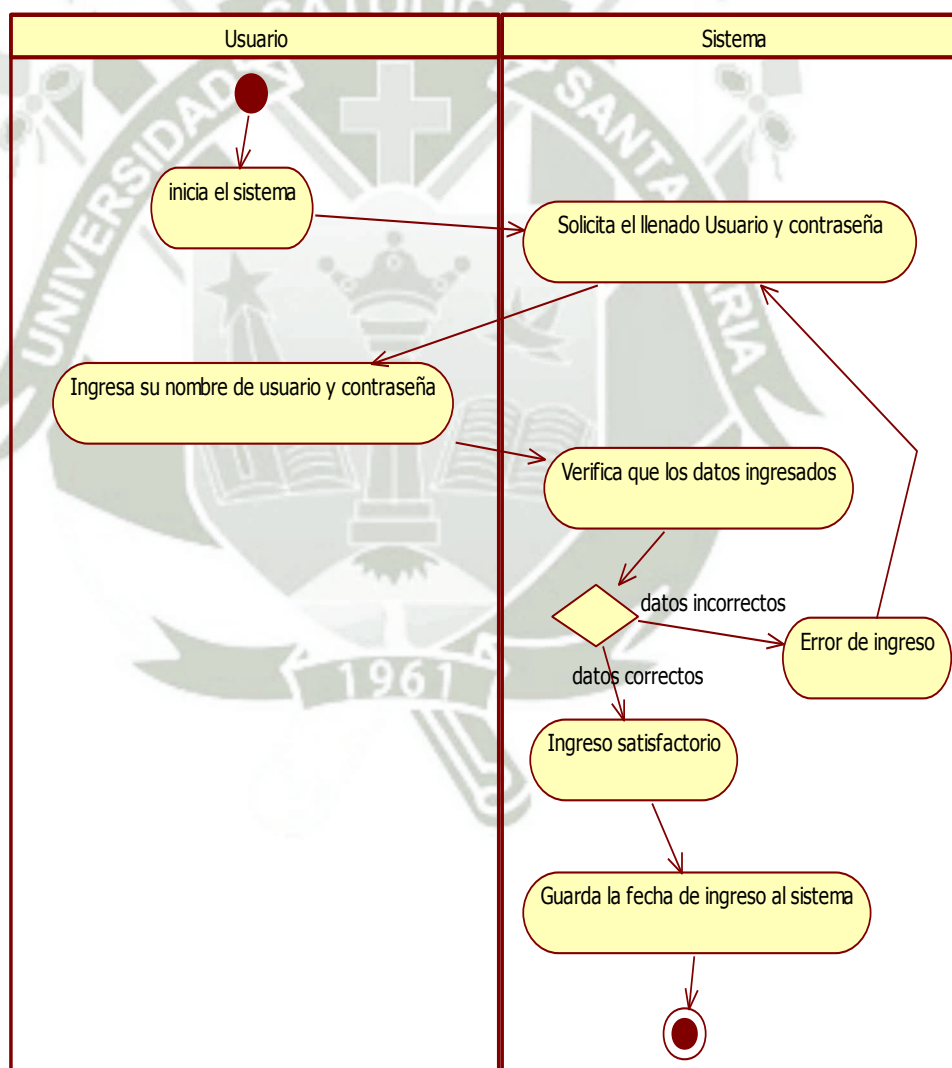 Usuario
Sistema
inicia el sistema
Solicita el llenado Usuario y contraseña
Ingresa su nombre de usuario y contraseña
Verifica que los datos ingresados
datos incorrectos
Error de ingreso
datos correctos
Ingreso satisfactorio
Guarda la fecha de ingreso al sistema
UNIVERSIDAD
CATOLICA
SANTA
MARIA
1961